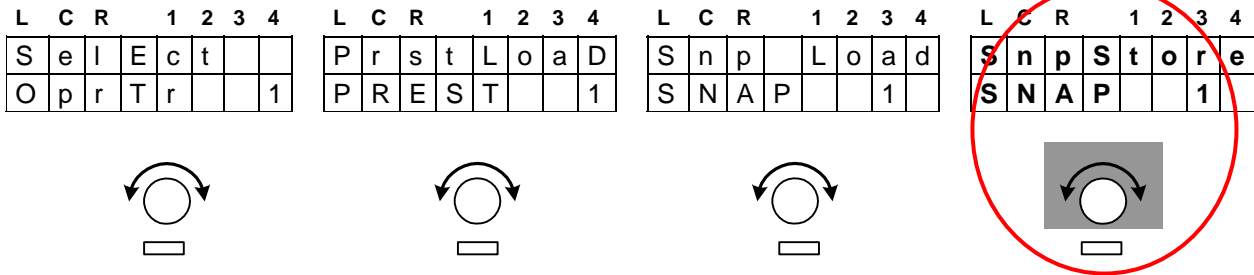 L C R 1 2 3 4 L C R 1 2 3 4 L C R 1 2 3 4 L C R 1 2 3 4
SelEct PrstLoaD Snp Load SnpStore
OprTr 1 PREST 1 SNAP 1 SNAP 1